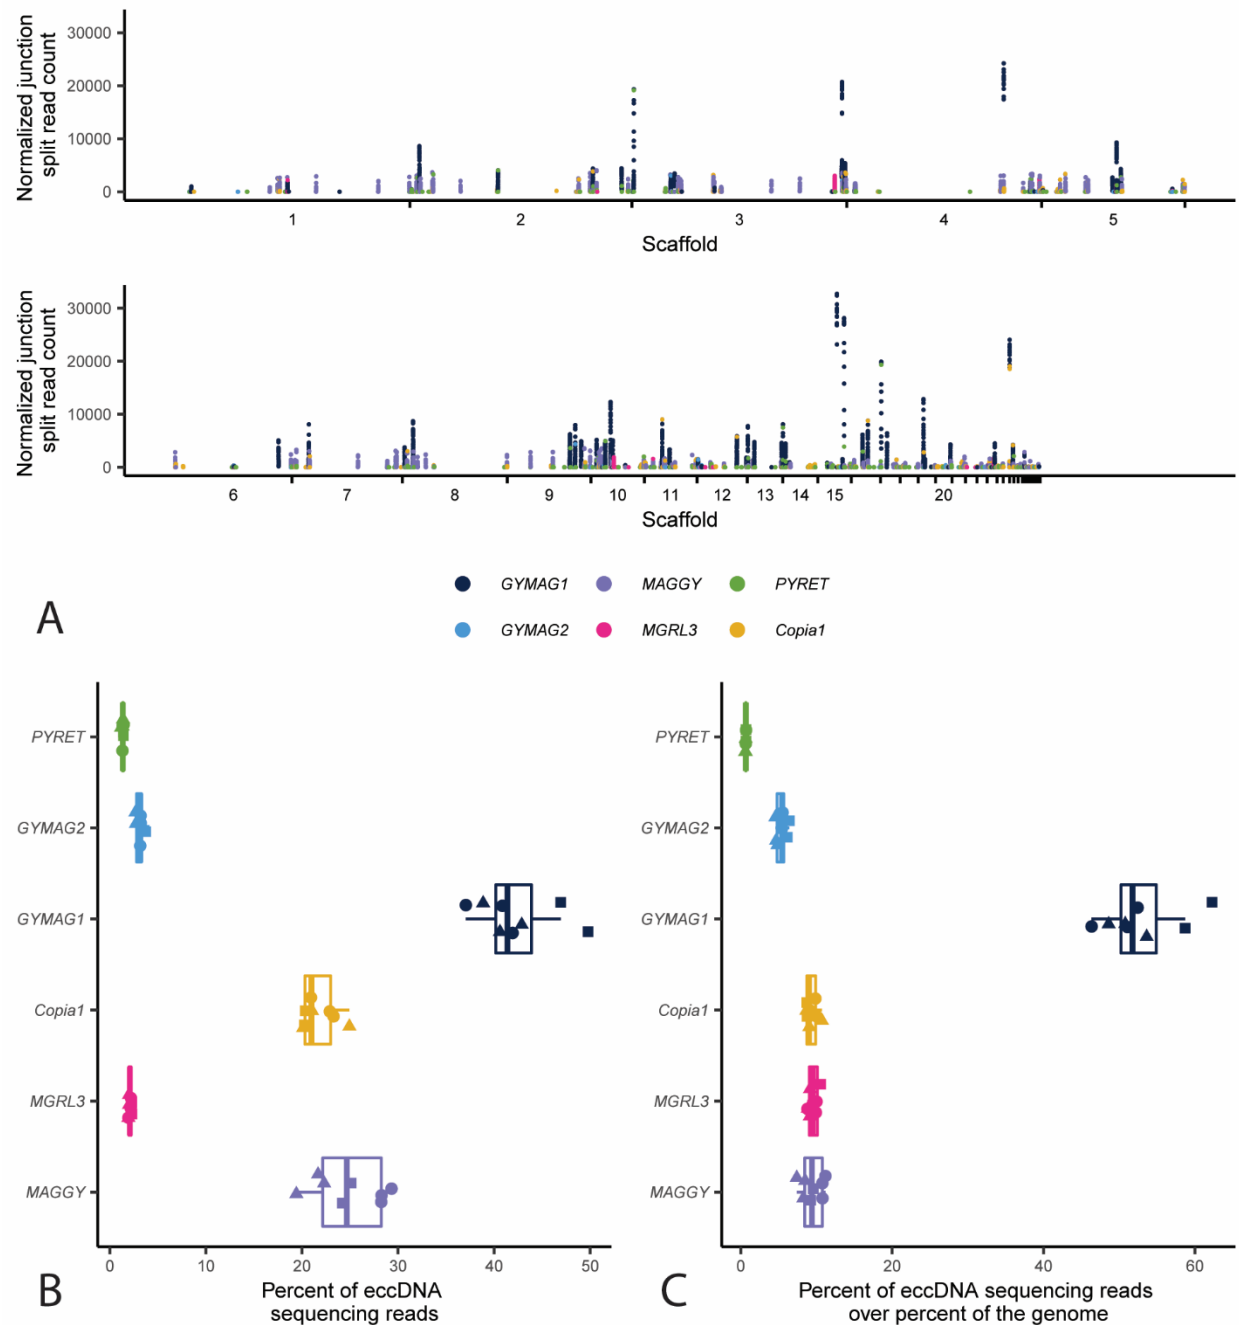 Normalized junction
split read count
30000
20000
10000
0
1 2 3 4 5
Scaffold
Normalized junction
split read count
30000
20000
10000
0
6 7 8 9 10 11 12 13 14 15 20
Scaffold
A
GYMAG1 MAGGY PYRET
GYMAG2 MGRL3 Copia1
PYRET
GYMAG2
GYMAG1
Copia1
MGRL3
MAGGY
0 10 20 30 40 50
Percent of eccDNA
sequencing reads
B
PYRET
GYMAG2
GYMAG1
Copia1
MGRL3
MAGGY
0 20 40 60
Percent of eccDNA sequencing reads
over percent of the genome
C